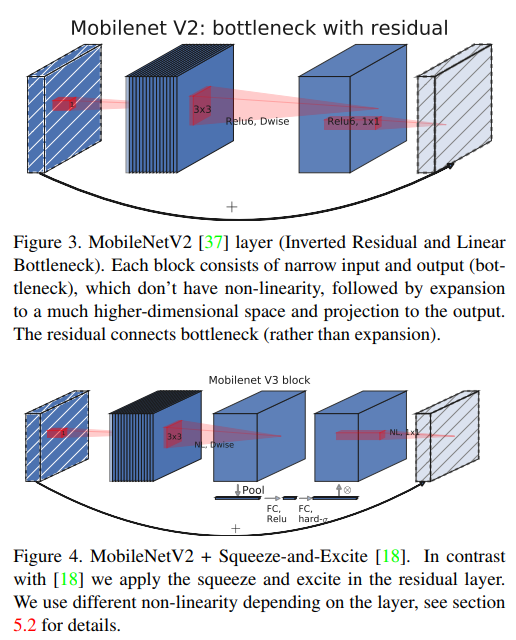 Mobilenet V2: bottleneck with residual
3x3
Relu6, Dwise
Relu6, 1x1
+
Figure 3. MobileNetV2 [37] layer (Inverted Residual and Linear
Bottleneck). Each block consists of narrow input and output (bot-
tleneck), which don't have non-linearity, followed by expansion
to a much higher-dimensional space and projection to the output.
The residual connects bottleneck (rather than expansion).
Mobilenet V3 block
3x3
NL, Dwise
NL, 1x1
Pool
⊗
FC,
Relu
FC,
hard-σ
+
Figure 4. MobileNetV2 + Squeeze-and-Excite [18]. In contrast
with [18] we apply the squeeze and excite in the residual layer.
We use different non-linearity depending on the layer, see section
5.2 for details.